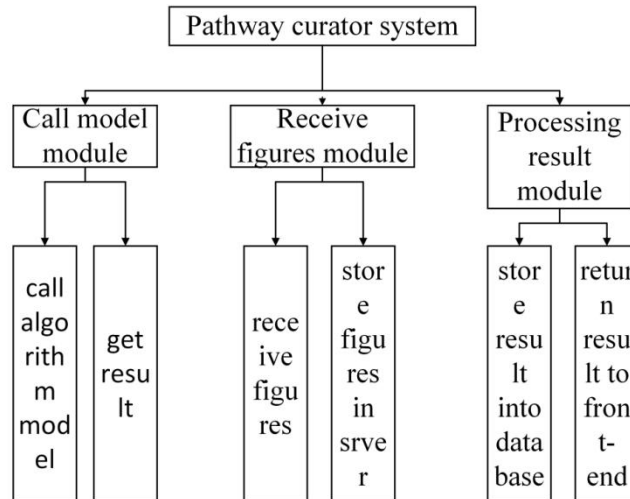 Pathway curator system
Call model
module
Receive
figures module
Processing
result
module
call
algo
rith
m
mod
el
get
resu
lt
rece
ive
figu
res
stor
e
figu
res
in
srve
r
stor
e
resu
lt
into
data
base
retur
n
resu
lt to
fron
t-
end